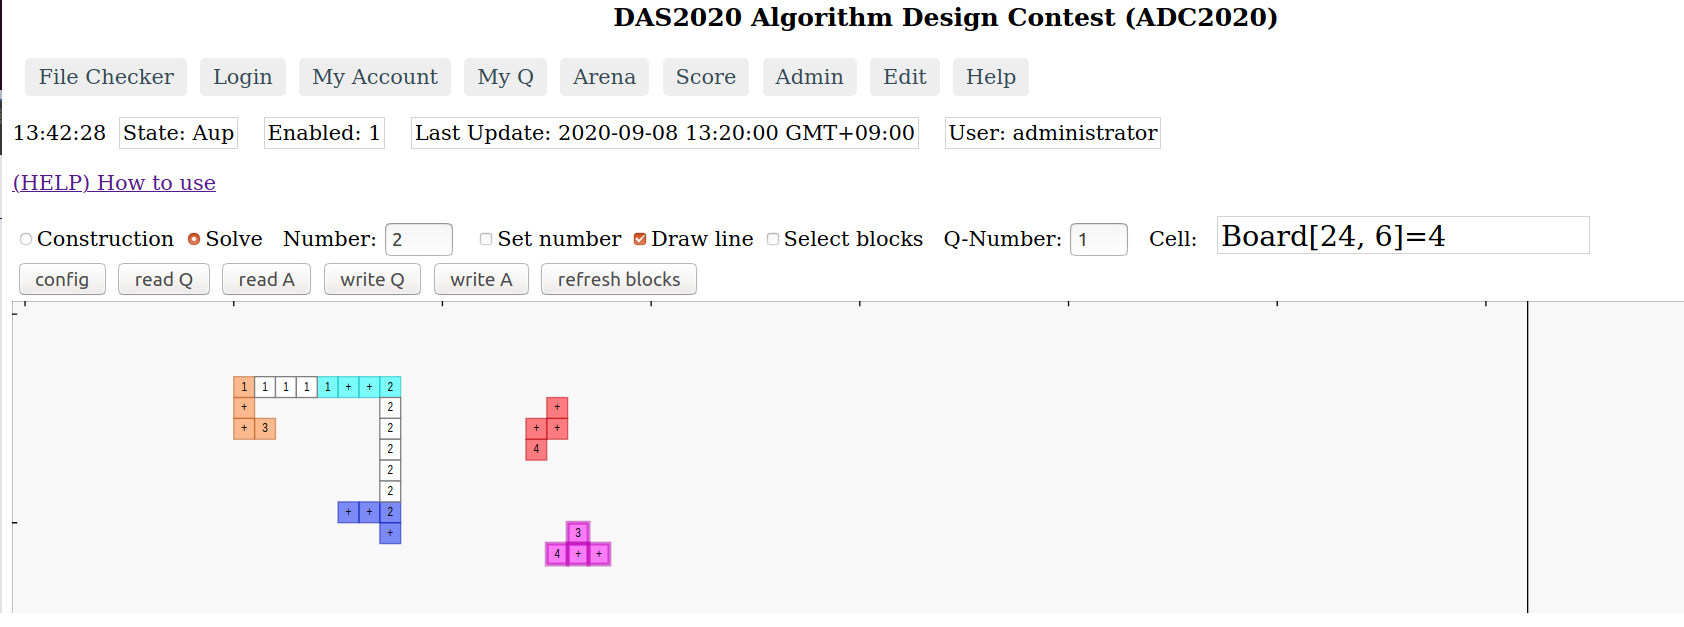 DAS2020 Algorithm Design Contest (ADC2020)
File Checker Login My Account My Q Arena Score Admin Edit Help
13:42:28 State: Aup Enabled: 1 Last Update: 2020-09-08 13:20:00 GMT+09:00 User: administrator
(HELP) How to use
Construction Solve Number: 2 Set number Draw line Select blocks Q-Number: 1 Cell: Board[24, 6]=4
config read Q read A write Q write A refresh blocks
1 1 1 1 1 + + 2
+ 2 +
+ 3 2 + +
2 4
2
2
+ + 2
+ 3
4 + +